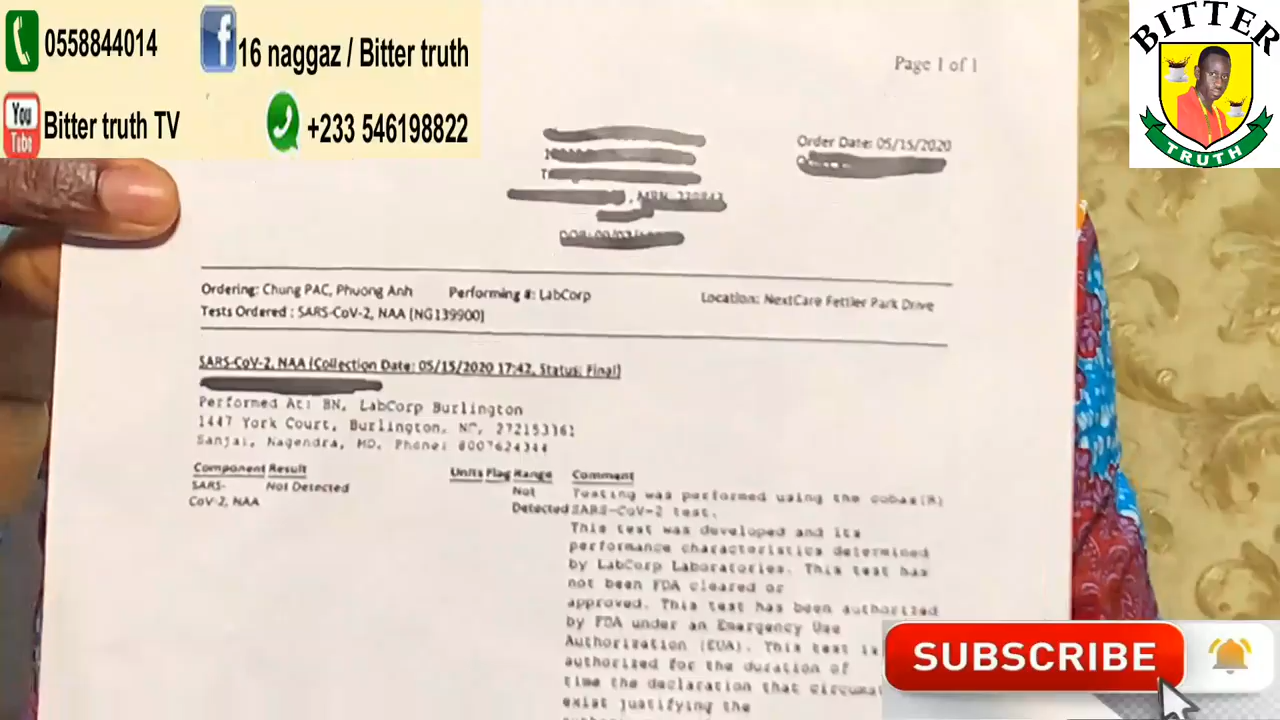 0558844014
16 naggaz / Bitter truth
You Tube
Bitter truth TV
+233 546198822
BITTER
TRUTH
Page 1 of 1
Order Date: 05/15/2020
Ordering: Chung PAC, Phuong Anh Performing #: LabCorp Location: NextCare Fettler Park Drive
Tests Ordered : SARS-CoV-2, NAA (NG139900)
SARS-CoV-2, NAA (Collection Date: 05/15/2020 17:42, Status: Final)
Performed At: BN, LabCorp Burlington
1447 York Court, Burlington, NC, 272153361
Sanjai, Nagendra, MD, Phone: 8007624344
Component Result Units Flag Range Comment
SARS-CoV-2, NAA Not Detected Not Detected
Testing was performed using the cobas(R)
SARS-CoV-2 test.
This test was developed and its
performance characteristics determined
by LabCorp Laboratories. This test has
not been FDA cleared or
approved. This test has been authorized
by FDA under an Emergency Use
Authorization (EUA). This test is
authorized for the duration of
time the declaration that
exist justifying the
SUBSCRIBE